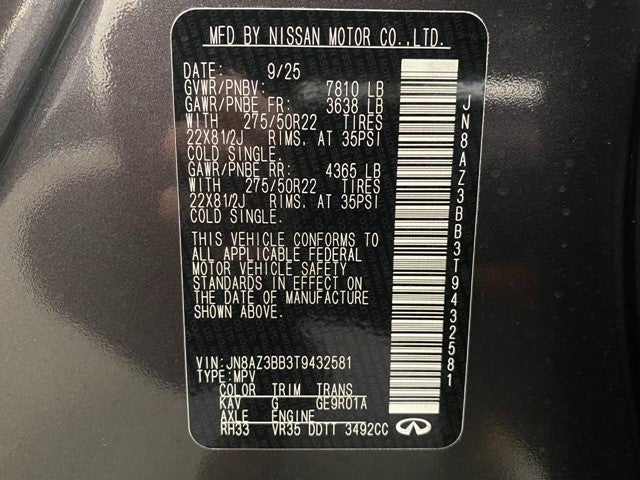 MFD BY NISSAN MOTOR CO.,LTD.
DATE: 9/25
GVWR/PNBV: 7810 LB
GAWR/PNBE FR: 3638 LB
WITH 275/50R22 TIRES
22X81/2J RIMS. AT 35PSI
COLD SINGLE.
GAWR/PNBE RR: 4365 LB
WITH 275/50R22 TIRES
22X81/2J RIMS. AT 35PSI
COLD SINGLE.
THIS VEHICLE CONFORMS TO
ALL APPLICABLE FEDERAL
MOTOR VEHICLE SAFETY
STANDARDS IN EFFECT ON
THE DATE OF MANUFACTURE
SHOWN ABOVE.
VIN: JN8AZ3BB3T9432581
TYPE: MPV
COLOR TRIM TRANS
KAV G GE9R01A
AXLE ENGINE
RH33 VR35 DDTT 3492CC
JN8AZ3BB3T9432581